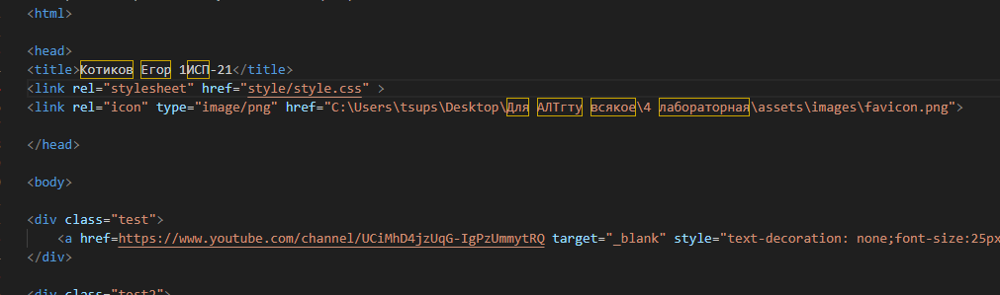 <html>
<head>
<title>Котиков Егор 1ИСП-21</title>
<link rel="stylesheet" href="style/style.css" >
<link rel="icon" type="image/png" href="C:\Users\tsups\Desktop\Для АЛТгту всякое\4 лабораторная\assets\images\favicon.png">
</head>
<body>
<div class="test">
<a href=https://www.youtube.com/channel/UCiMhD4jzUqG-IgPzUmmytRQ target="_blank" style="text-decoration: none;font-size:25px
</div>
<div class="test2">